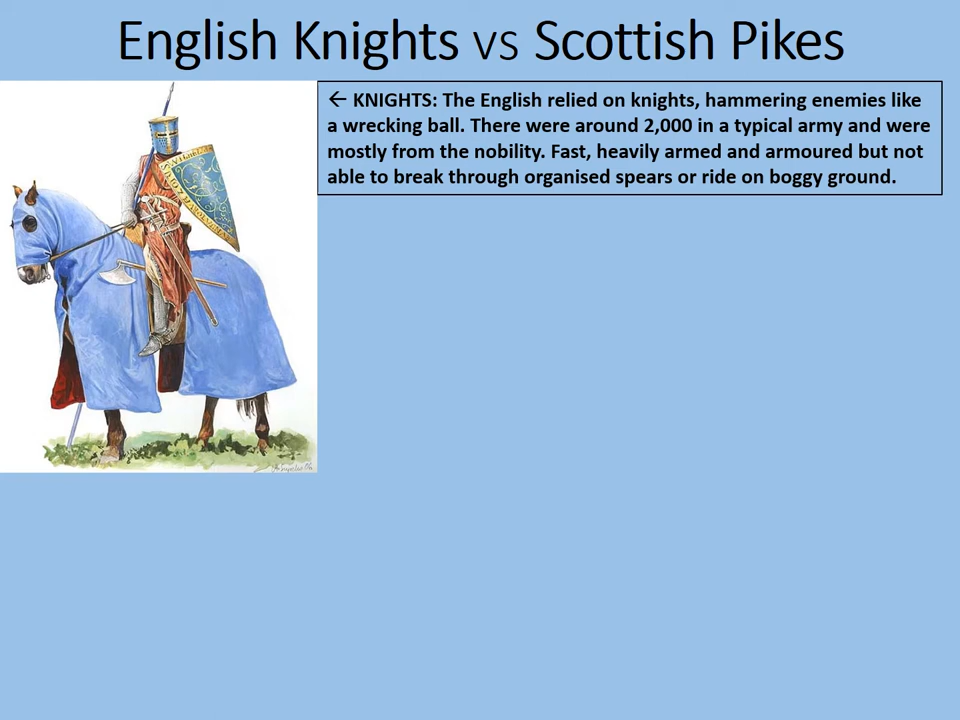 English Knights vs Scottish Pikes
← KNIGHTS: The English relied on knights, hammering enemies like
a wrecking ball. There were around 2,000 in a typical army and were
mostly from the nobility. Fast, heavily armed and armoured but not
able to break through organised spears or ride on boggy ground.